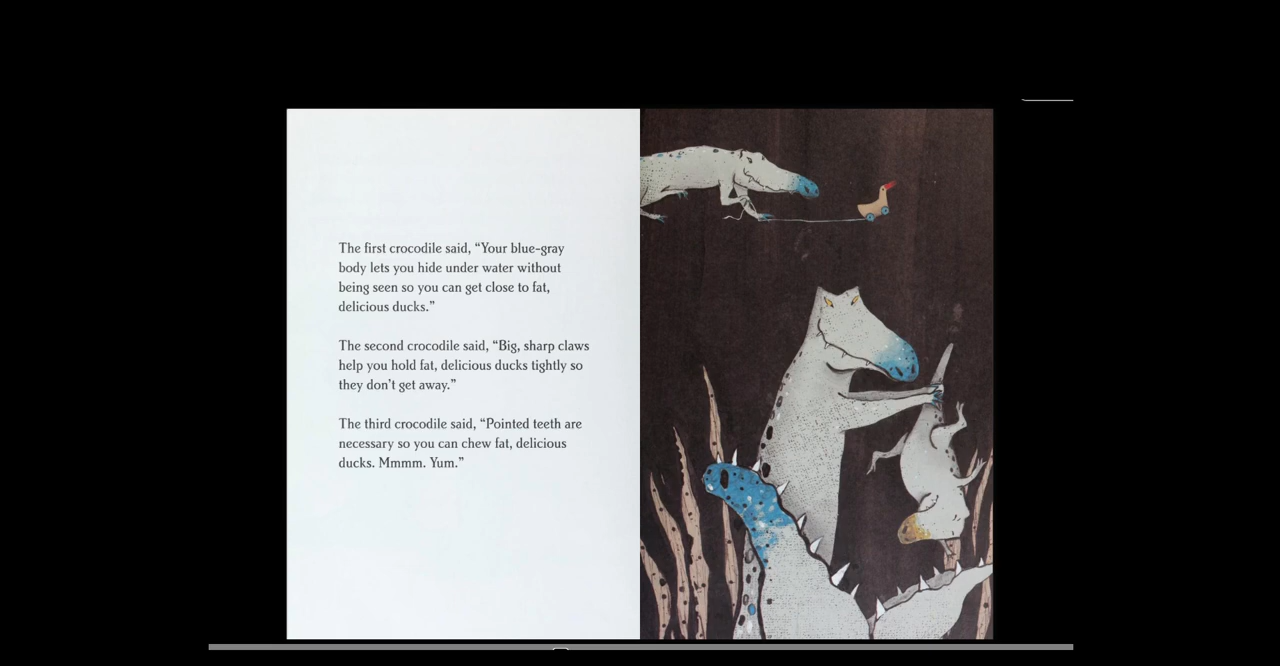 The first crocodile said, “Your blue-gray
body lets you hide under water without
being seen so you can get close to fat,
delicious ducks.”
The second crocodile said, “Big, sharp claws
help you hold fat, delicious ducks tightly so
they don’t get away.”
The third crocodile said, “Pointed teeth are
necessary so you can chew fat, delicious
ducks. Mmmm. Yum.”